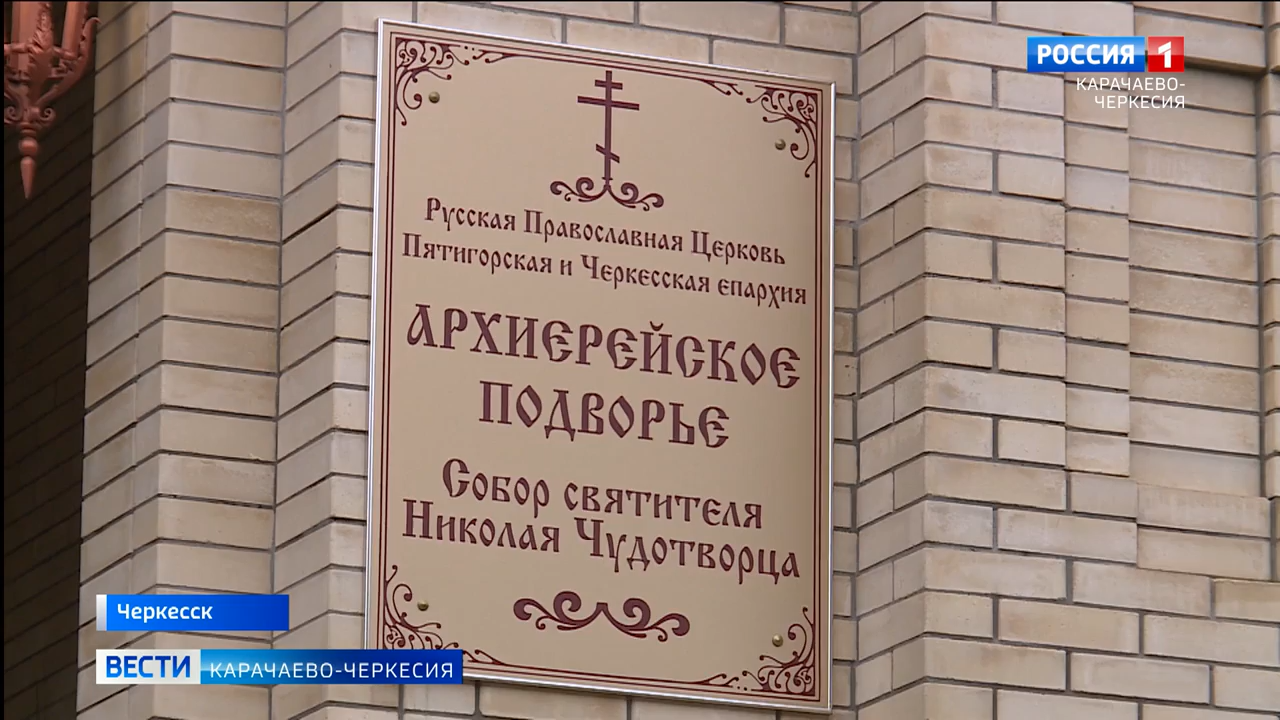 РОССИЯ 1
КАРАЧАЕВО-
ЧЕРКЕСИЯ
Русская Православная Церковь
Пятигорская и Черкесская епархия
АРХИЕРЕЙСКОЕ
ПОДВОРЬЕ
Собор святителя
Николая Чудотворца
Черкесск
ВЕСТИ КАРАЧАЕВО-ЧЕРКЕСИЯ